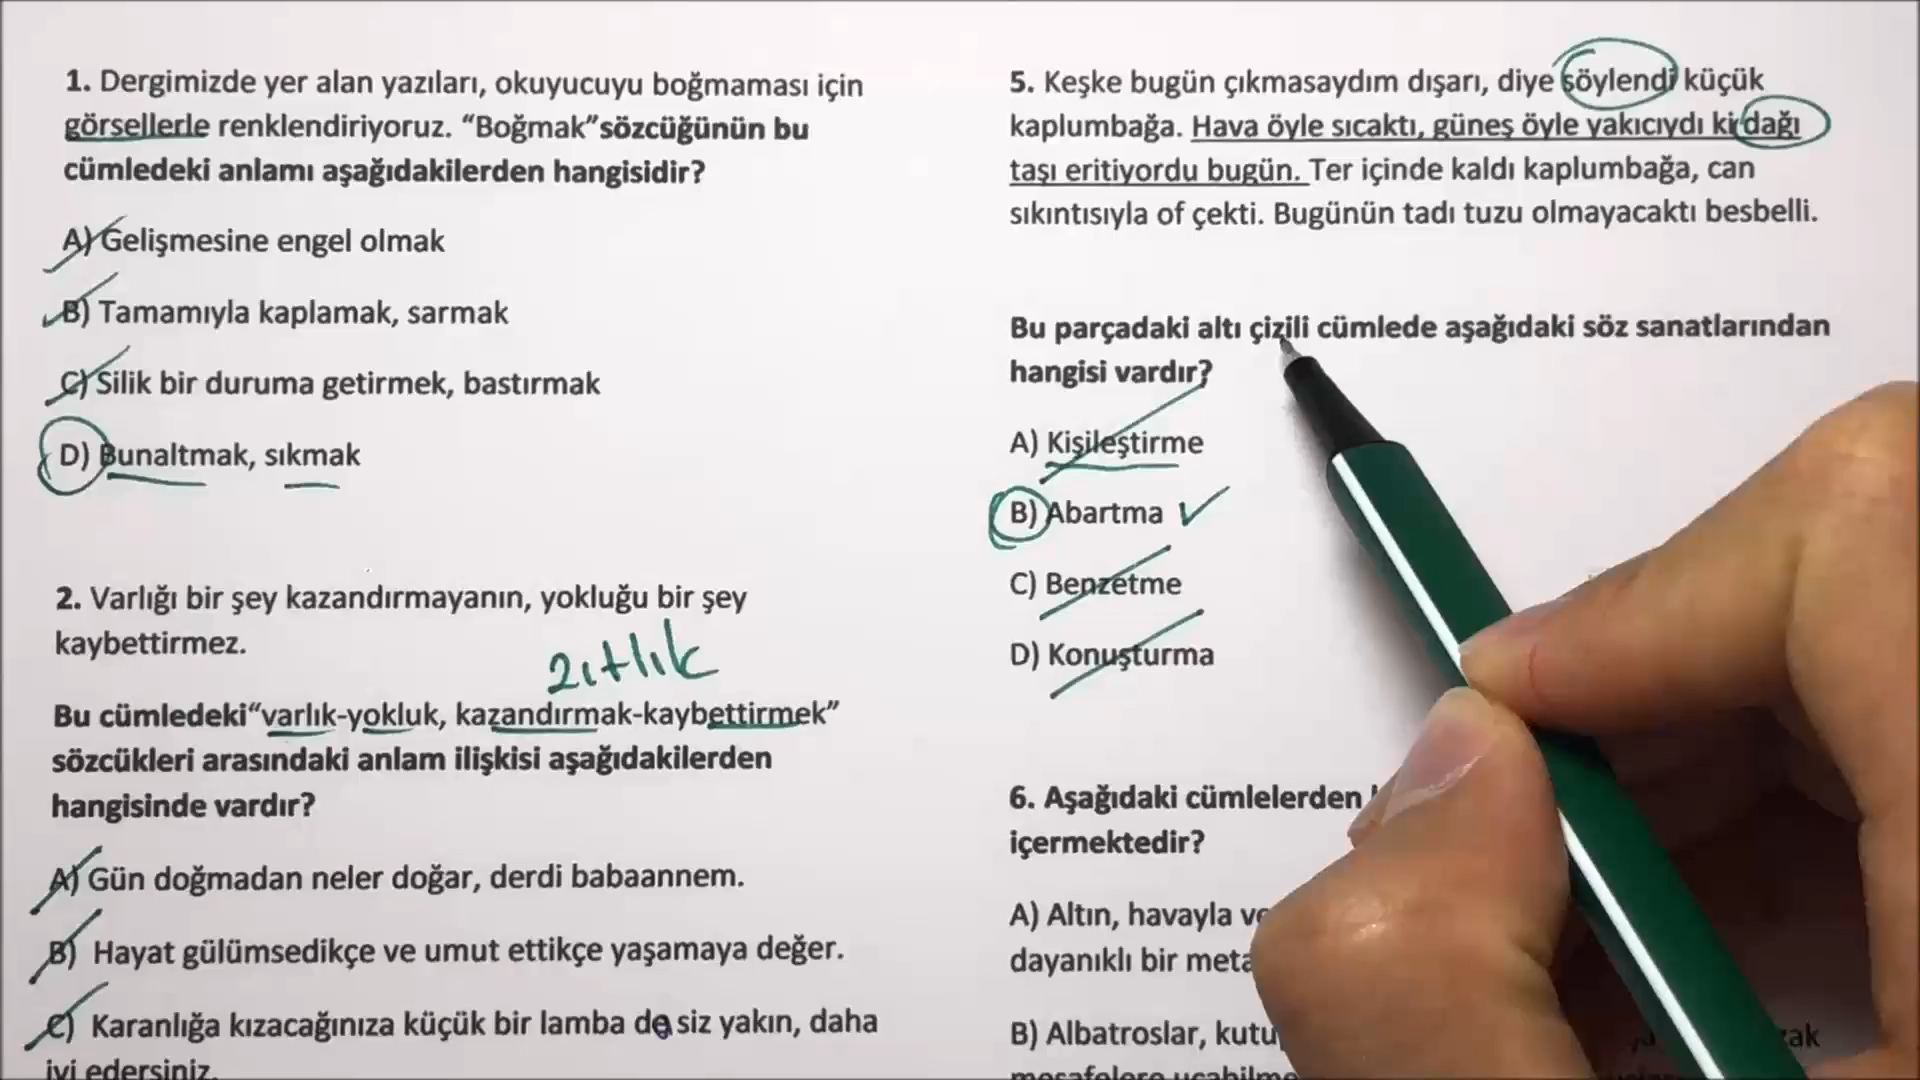 1. Dergimizde yer alan yazıları, okuyucuyu boğmaması için
görsellerle renklendiriyoruz. “Boğmak”sözcüğünün bu
cümledeki anlamı aşağıdakilerden hangisidir?
A) Gelişmesine engel olmak
B) Tamamıyla kaplamak, sarmak
C) Silik bir duruma getirmek, bastırmak
D) Bunaltmak, sıkmak
2. Varlığı bir şey kazandırmayanın, yokluğu bir şey
kaybettirmez.
zıtlık
Bu cümledeki“varlık-yokluk, kazandırmak-kaybettirmek”
sözcükleri arasındaki anlam ilişkisi aşağıdakilerden
hangisinde vardır?
A) Gün doğmadan neler doğar, derdi babaannem.
B) Hayat gülümsedikçe ve umut ettikçe yaşamaya değer.
C) Karanlığa kızacağınıza küçük bir lamba da siz yakın, daha
iyi edersiniz.
5. Keşke bugün çıkmasaydım dışarı, diye söylendi küçük
kaplumbağa. Hava öyle sıcaktı, güneş öyle yakıcıydı ki dağı
taşı eritiyordu bugün. Ter içinde kaldı kaplumbağa, can
sıkıntısıyla of çekti. Bugünün tadı tuzu olmayacaktı besbelli.
Bu parçadaki altı çizili cümlede aşağıdaki söz sanatlarından
hangisi vardır?
A) Kişileştirme
B) Abartma
C) Benzetme
D) Konuşturma
6. Aşağıdaki cümlelerden
içermektedir?
A) Altın, havayla
dayanıklı bir
B) Albatroslar,
mesafelere